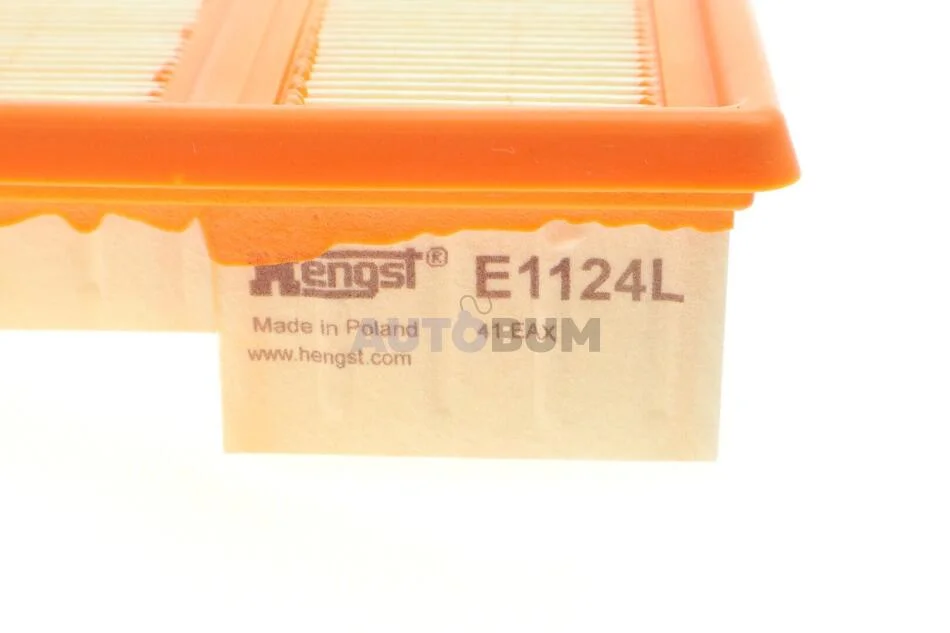 Hengst® E1124L
Made in Poland 41-EAX
www.hengst.com
AUTOBUM